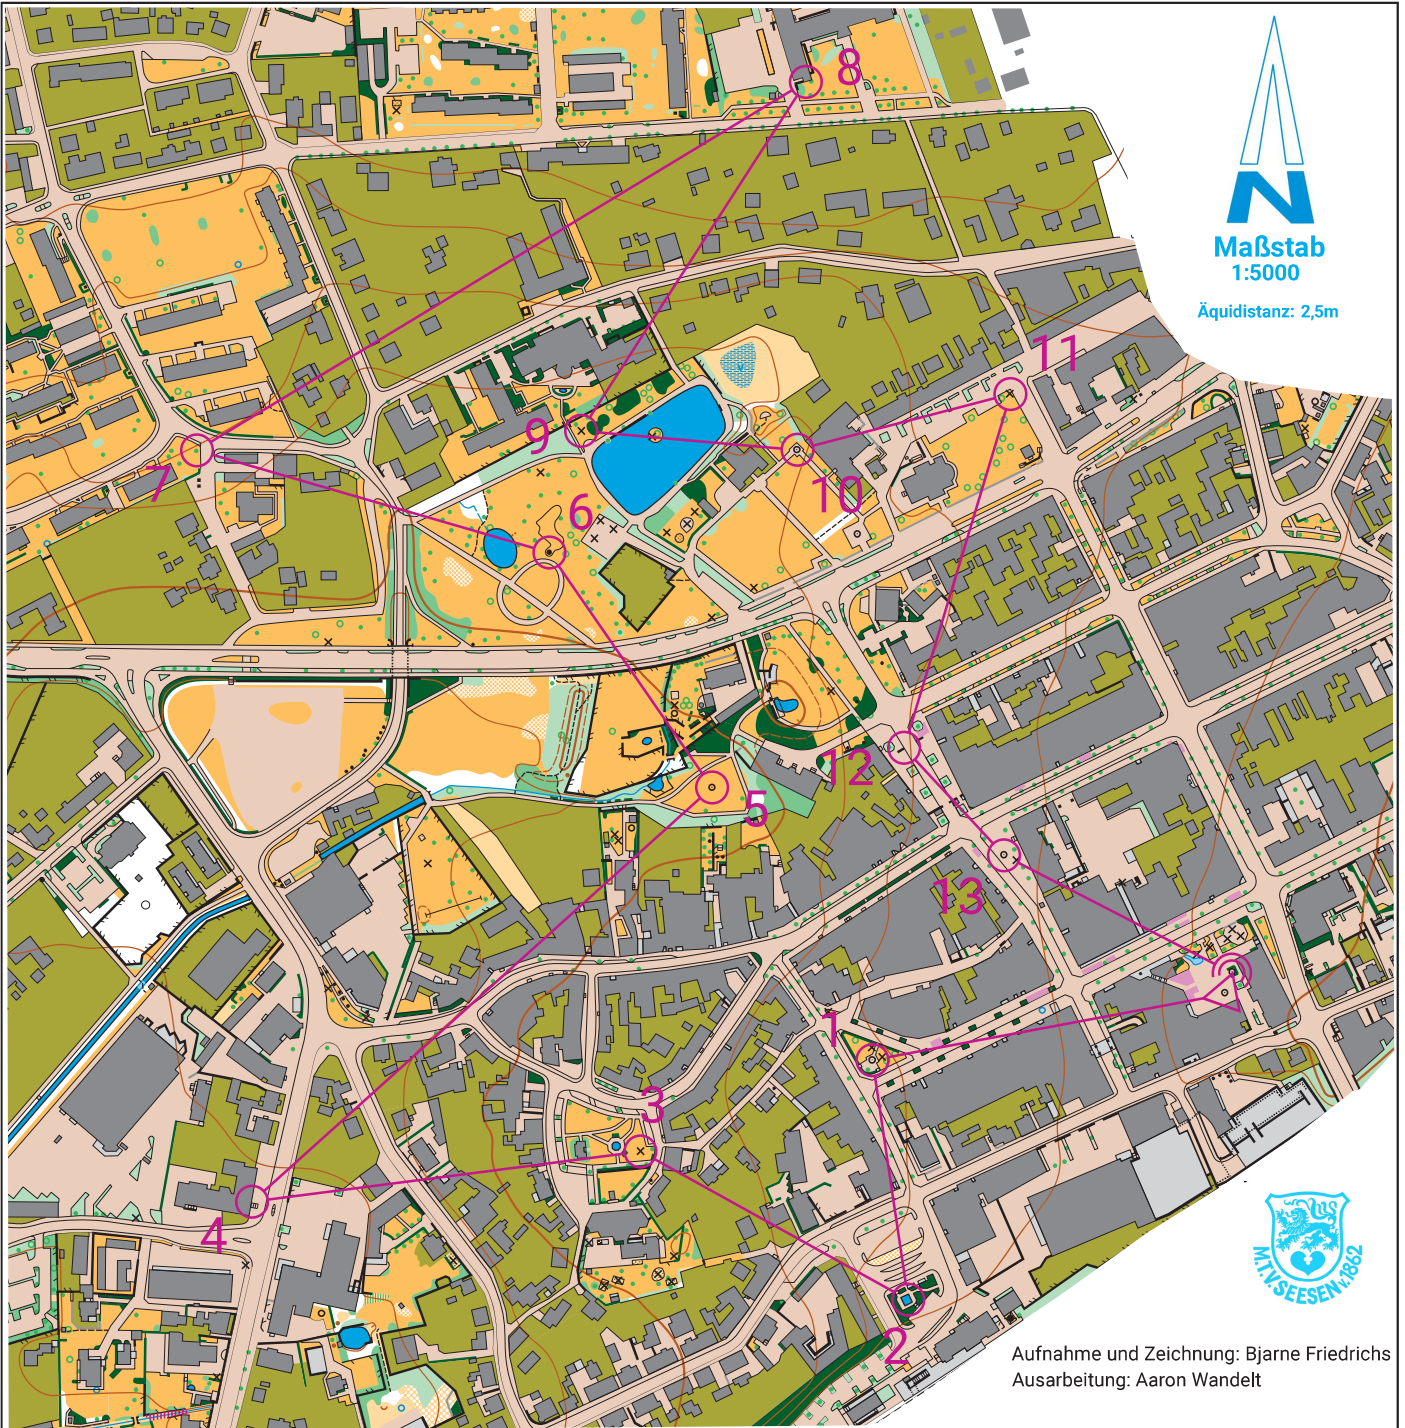 8
N
Maßstab
1:5000
Äquidistanz: 2,5m
11
9
7
10
6
12
5
13
1
3
4
2
MS
M.T.V. SEESEN v. 1862
Aufnahme und Zeichnung: Bjarne Friedrichs
Ausarbeitung: Aaron Wandelt